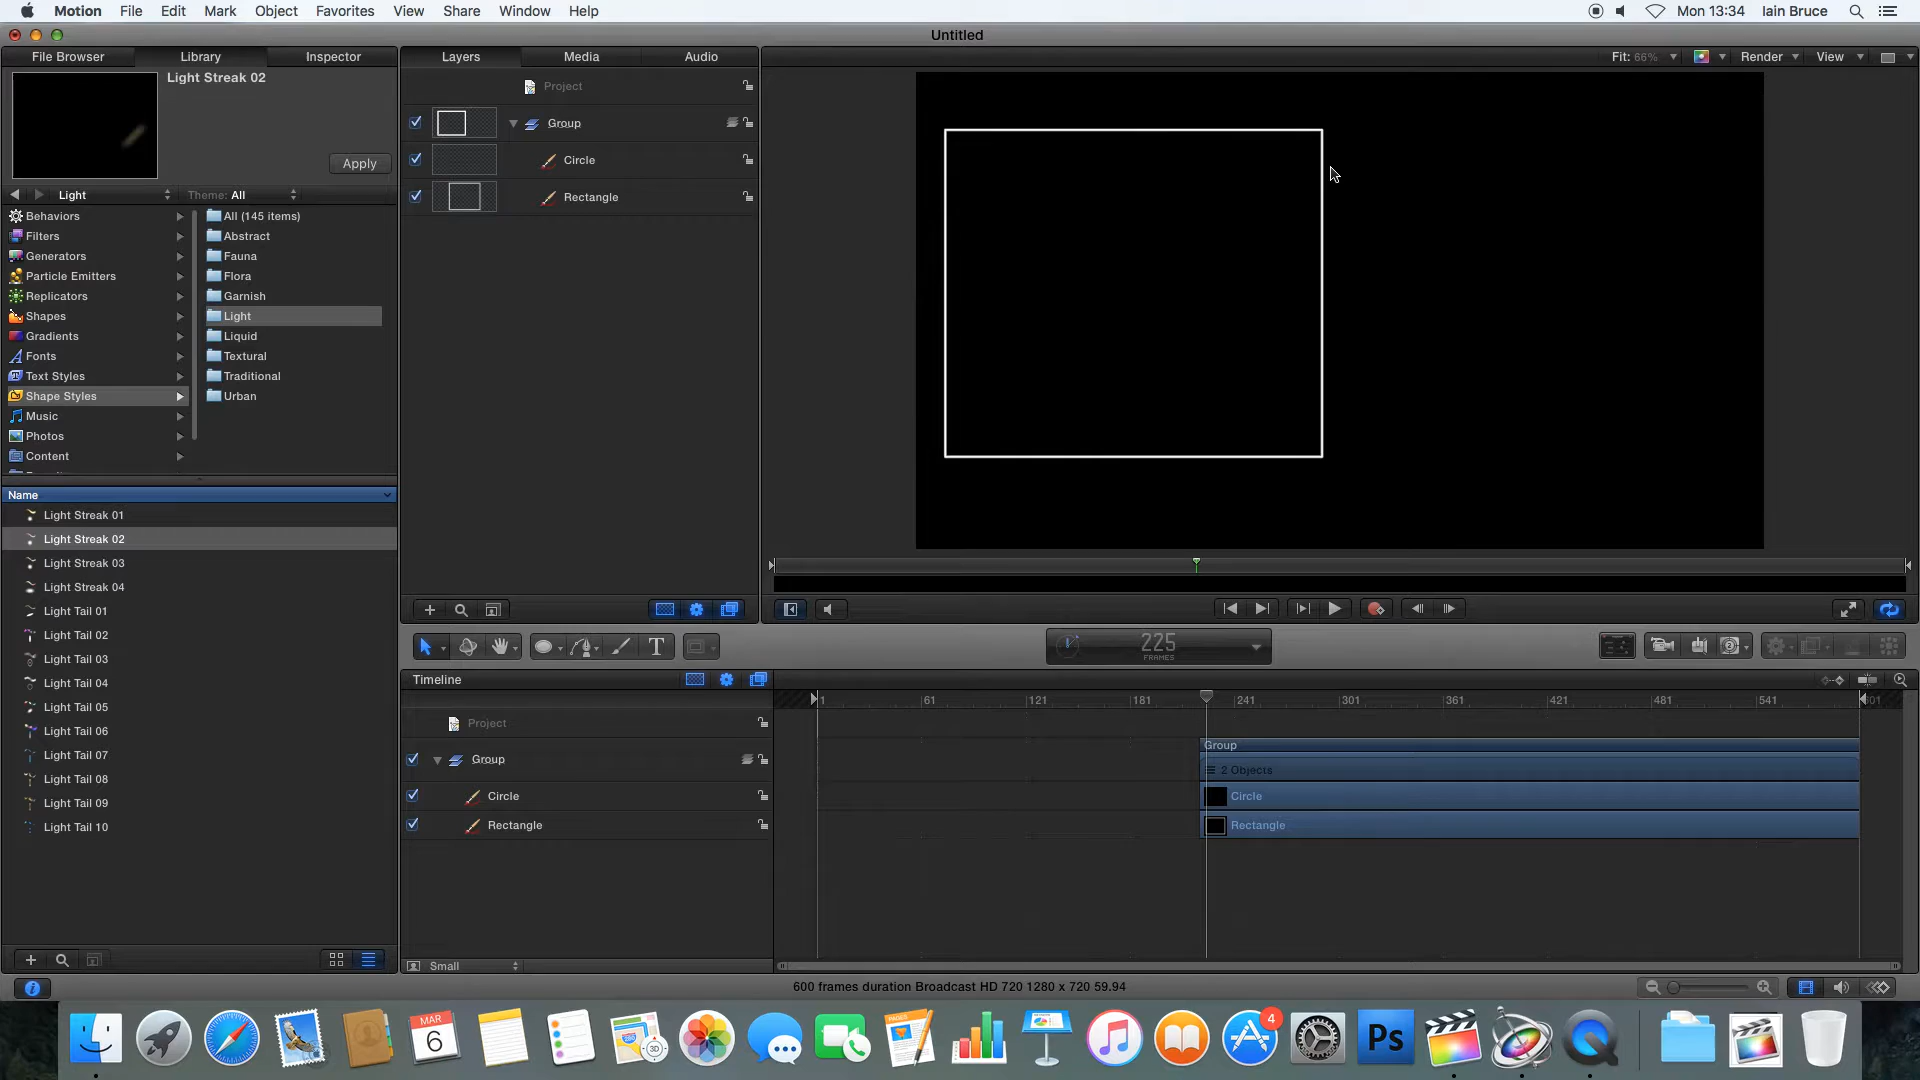 Motion File Edit Mark Object Favorites View Share Window Help Mon 13:34 Iain Bruce
Untitled
File Browser Library Inspector Layers Media Audio Fit: 66% Render View
Light Streak 02
Apply
Light Theme: All
Behaviors
Filters
Generators
Particle Emitters
Replicators
Shapes
Gradients
Fonts
Text Styles
Shape Styles
Music
Photos
Content
All (145 items)
Abstract
Fauna
Flora
Garnish
Light
Liquid
Textural
Traditional
Urban
Name
Light Streak 01
Light Streak 02
Light Streak 03
Light Streak 04
Light Tail 01
Light Tail 02
Light Tail 03
Light Tail 04
Light Tail 05
Light Tail 06
Light Tail 07
Light Tail 08
Light Tail 09
Light Tail 10
Project
Group
Circle
Rectangle
225
FRAMES
Timeline
1 61 121 181 241 301 361 421 481 541 601
Project
Group
Circle
Rectangle
Group
2 Objects
Circle
Rectangle
Small
600 frames duration Broadcast HD 720 1280 x 720 59.94
MAR
6
PAGES
3D
4
Ps